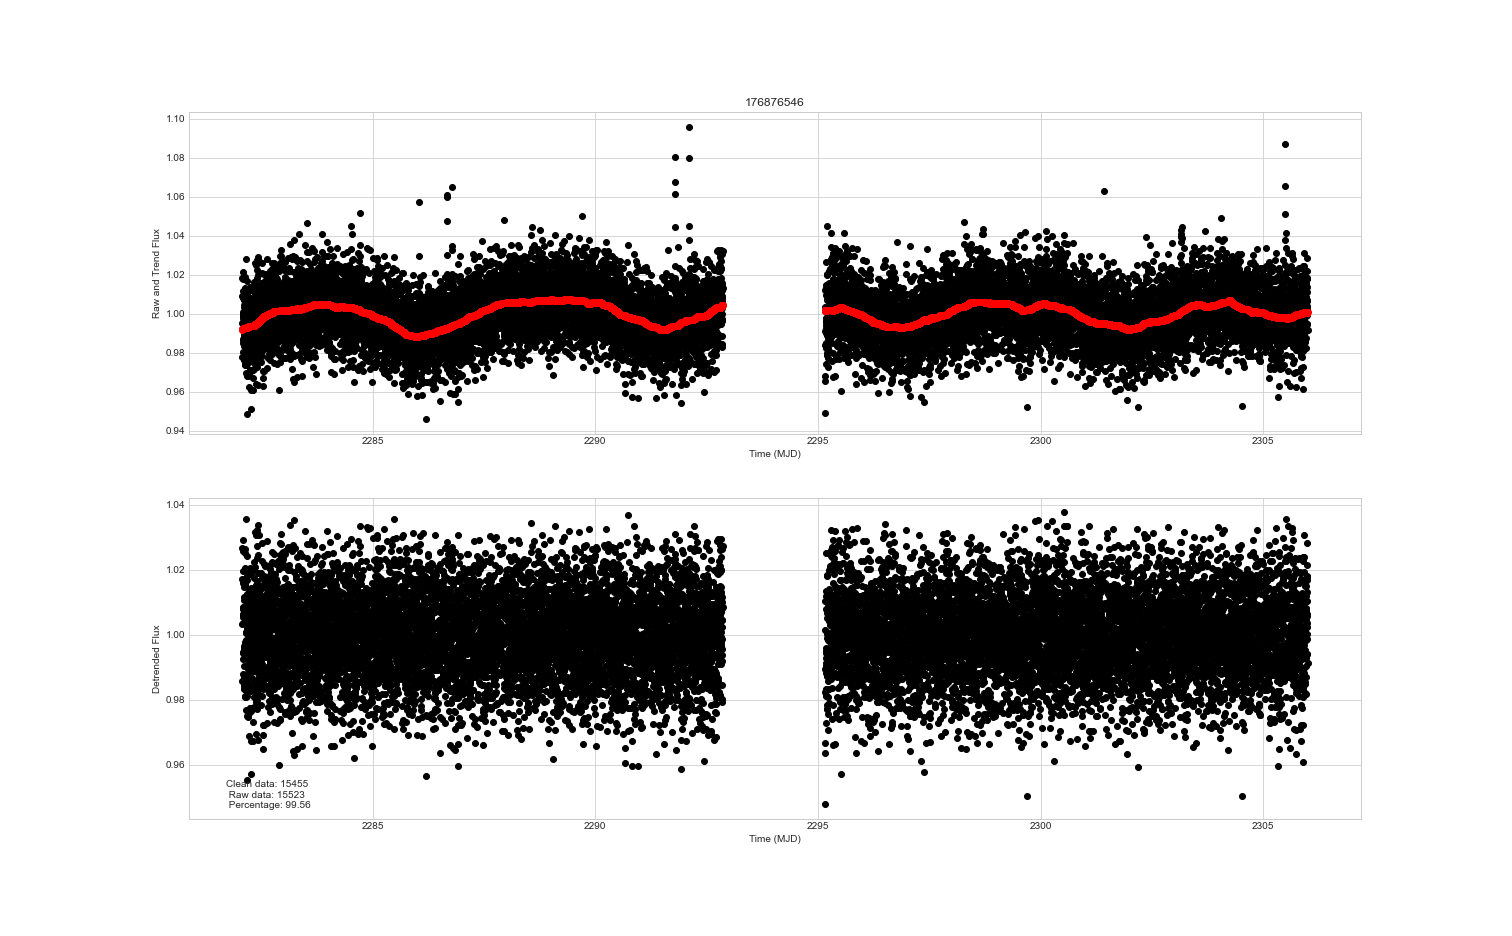 176876546
1.10
1.08
1.06
1.04
1.02
1.00
0.98
0.96
0.94
Raw and Trend Flux
2285 2290 2295 2300 2305
Time (MJD)
1.04
1.02
1.00
0.98
0.96
Detrended Flux
Clean data: 15455
Raw data: 15523
Percentage: 99.56
2285 2290 2295 2300 2305
Time (MJD)